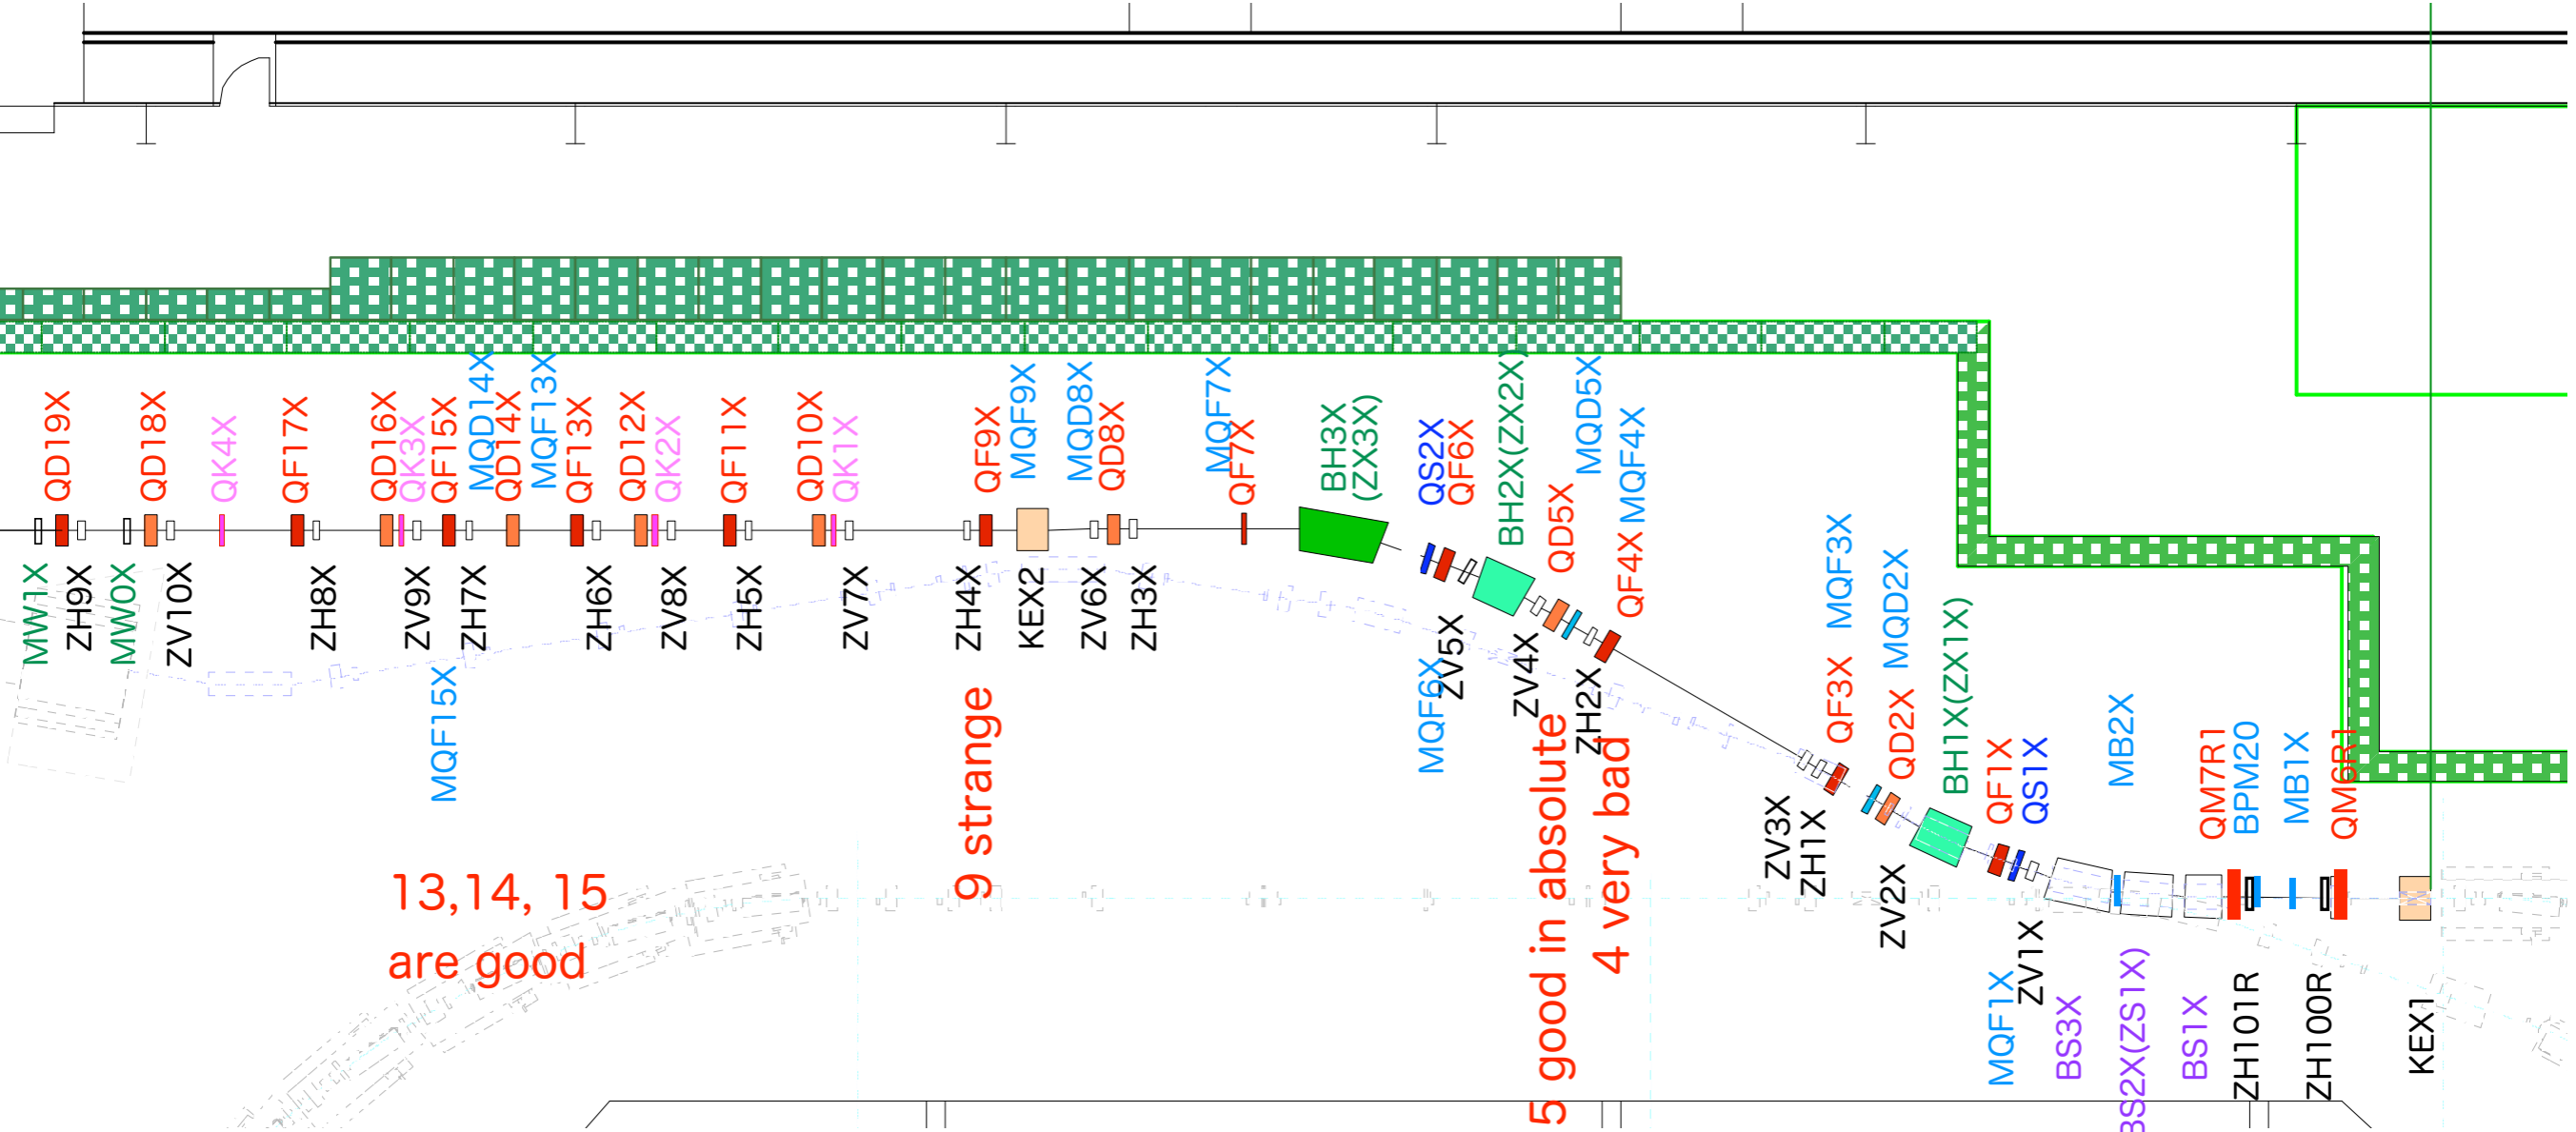 QD19X
QD18X
QK4X
QF17X
QD16X
QK3X
QF15X
MQD14X
QD14X
MQF13X
QF13X
QD12X
QK2X
QF11X
QD10X
QK1X
QF9X
MQF9X
MQD8X
QD8X
MQF7X
QF7X
BH3X
(ZX3X)
QS2X
QF6X
BH2X(ZX2X)
MQD5X
QD5X
MQF4X
QF4X
MQF3X
QF3X
MQD2X
QD2X
BH1X(ZX1X)
QF1X
QS1X
MB2X
QM7R1
BPM20
MB1X
QM6R1
MW1X
ZH9X
MW0X
ZV10X
ZH8X
ZV9X
MQF15X
ZH7X
ZH6X
ZV8X
ZH5X
ZV7X
ZH4X
KEX2
ZV6X
ZH3X
MQF6X
ZV5X
ZV4X
ZH2X
ZV3X
ZH1X
ZV2X
MQF1X
ZV1X
BS3X
BS2X(ZS1X)
BS1X
ZH101R
ZH100R
KEX1
13,14, 15
are good
9 strange
5 good in absolute
4 very bad